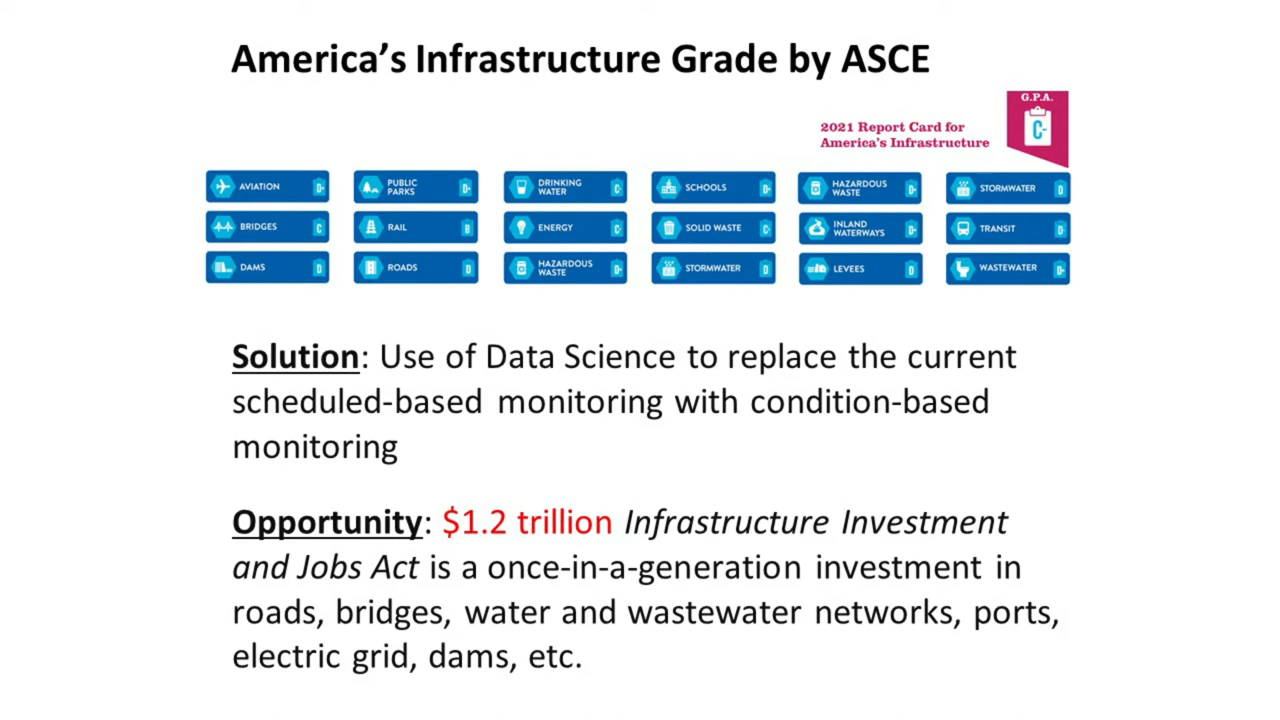 America's Infrastructure Grade by ASCE
G.P.A.
C-
2021 Report Card for
America's Infrastructure
AVIATION D+
PUBLIC
PARKS D+
DRINKING
WATER C-
SCHOOLS D+
HAZARDOUS
WASTE D+
STORMWATER D
BRIDGES C
RAIL B
ENERGY C-
SOLID WASTE C+
INLAND
WATERWAYS D+
TRANSIT D-
DAMS D
ROADS D
HAZARDOUS
WASTE D+
STORMWATER D
LEVEES D
WASTEWATER D+
Solution: Use of Data Science to replace the current
scheduled-based monitoring with condition-based
monitoring
Opportunity: $1.2 trillion Infrastructure Investment
and Jobs Act is a once-in-a-generation investment in
roads, bridges, water and wastewater networks, ports,
electric grid, dams, etc.